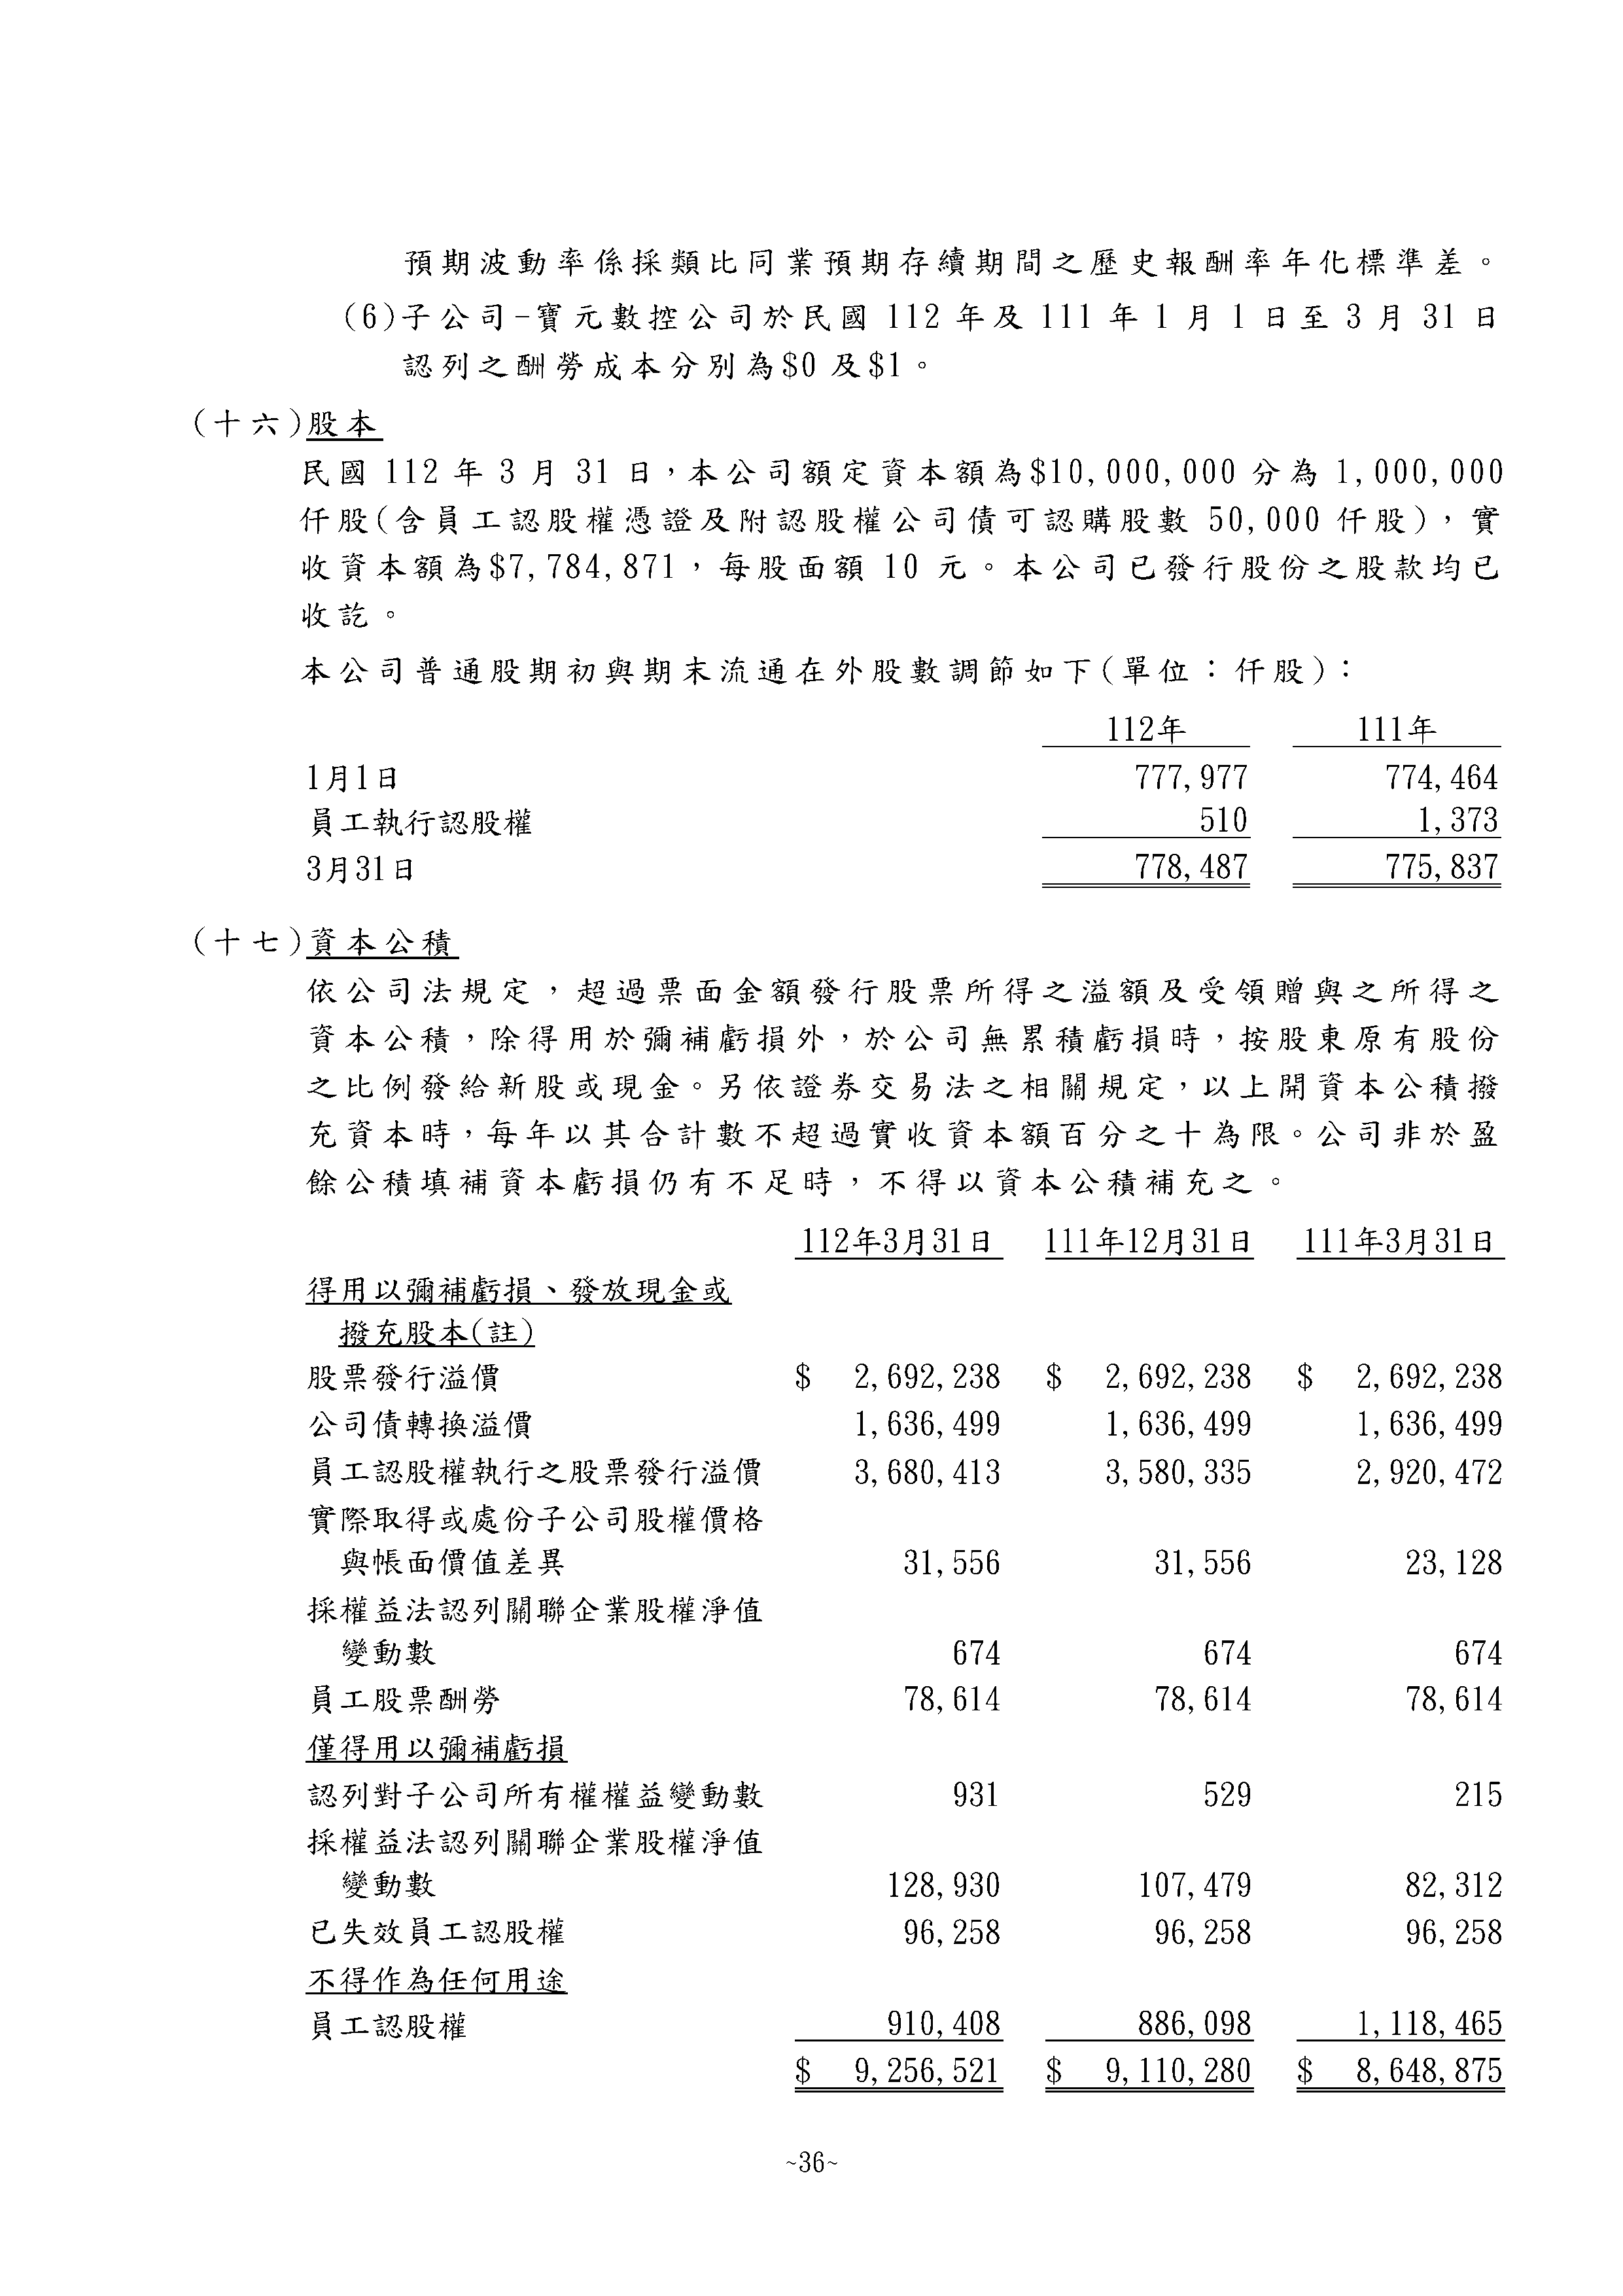 預期波動率係採類比同業預期存續期間之歷史報酬率年化標準差。
(6)子公司-寶元數控公司於民國 112 年及 111 年 1 月 1 日至 3 月 31 日
認列之酬勞成本分別為$0 及$1。
(十六)股本
民國 112 年 3 月 31 日，本公司額定資本額為$10,000,000 分為 1,000,000
仟股(含員工認股權憑證及附認股權公司債可認購股數 50,000 仟股)，實
收資本額為$7,784,871，每股面額 10 元。本公司已發行股份之股款均已
收訖。
本公司普通股期初與期末流通在外股數調節如下(單位：仟股)：
112年 111年
1月1日 777,977 774,464
員工執行認股權 510 1,373
3月31日 778,487 775,837
(十七)資本公積
依公司法規定，超過票面金額發行股票所得之溢額及受領贈與之所得之
資本公積，除得用於彌補虧損外，於公司無累積虧損時，按股東原有股份
之比例發給新股或現金。另依證券交易法之相關規定，以上開資本公積撥
充資本時，每年以其合計數不超過實收資本額百分之十為限。公司非於盈
餘公積填補資本虧損仍有不足時，不得以資本公積補充之。
112年3月31日 111年12月31日 111年3月31日
得用以彌補虧損、發放現金或
撥充股本(註)
股票發行溢價 $ 2,692,238 $ 2,692,238 $ 2,692,238
公司債轉換溢價 1,636,499 1,636,499 1,636,499
員工認股權執行之股票發行溢價 3,680,413 3,580,335 2,920,472
實際取得或處份子公司股權價格
與帳面價值差異 31,556 31,556 23,128
採權益法認列關聯企業股權淨值
變動數 674 674 674
員工股票酬勞 78,614 78,614 78,614
僅得用以彌補虧損
認列對子公司所有權權益變動數 931 529 215
採權益法認列關聯企業股權淨值
變動數 128,930 107,479 82,312
已失效員工認股權 96,258 96,258 96,258
不得作為任何用途
員工認股權 910,408 886,098 1,118,465
$ 9,256,521 $ 9,110,280 $ 8,648,875
~36~